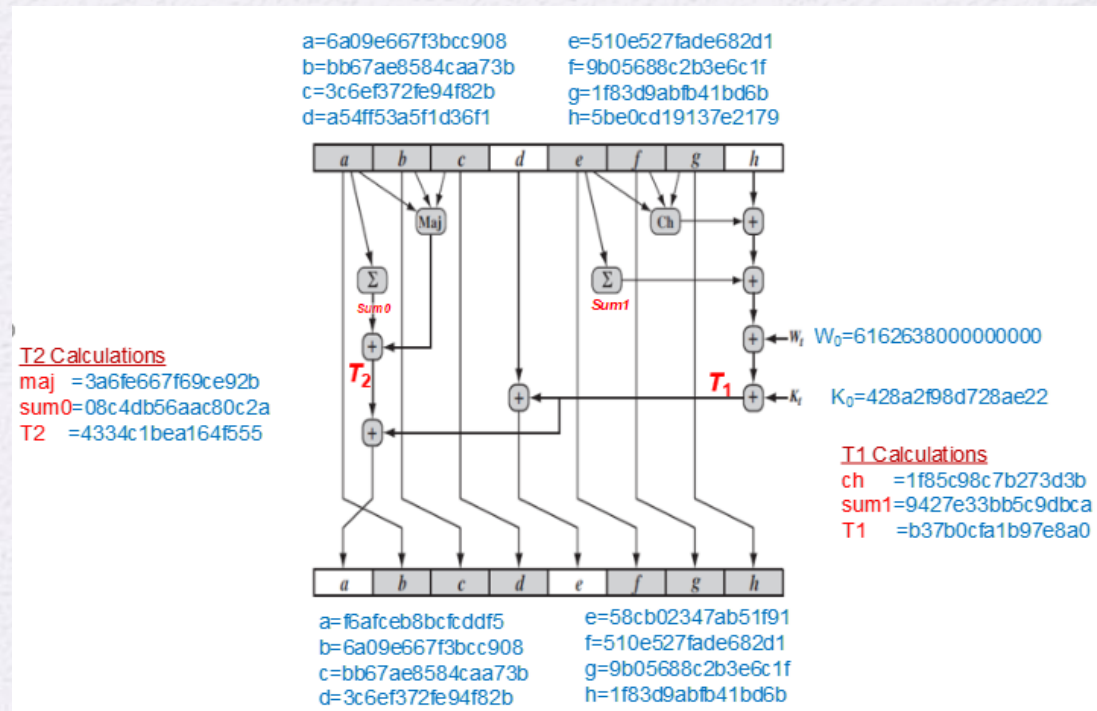 a=6a09e667f3bcc908
b=bb67ae8584caa73b
c=3c6ef372fe94f82b
d=a54ff53a5f1d36f1
e=510e527fade682d1
f=9b05688c2b3e6c1f
g=1f83d9abfb41bd6b
h=5be0cd19137e2179
a b c d e f g h
Maj
Ch
+
Σ
Σ
+
Sum0
Sum1
+
+
Wt
W0=6162638000000000
T2
+
T1
+
Kt
K0=428a2f98d728ae22
+
T2 Calculations
maj =3a6fe667f69ce92b
sum0=08c4db56aac80c2a
T2 =4334c1bea164f555
T1 Calculations
ch =1f85c98c7b273d3b
sum1=9427e33bb5c9dbca
T1 =b37b0cfa1b97e8a0
a b c d e f g h
a=f6afceb8bcfcddf5
b=6a09e667f3bcc908
c=bb67ae8584caa73b
d=3c6ef372fe94f82b
e=58cb02347ab51f91
f=510e527fade682d1
g=9b05688c2b3e6c1f
h=1f83d9abfb41bd6b